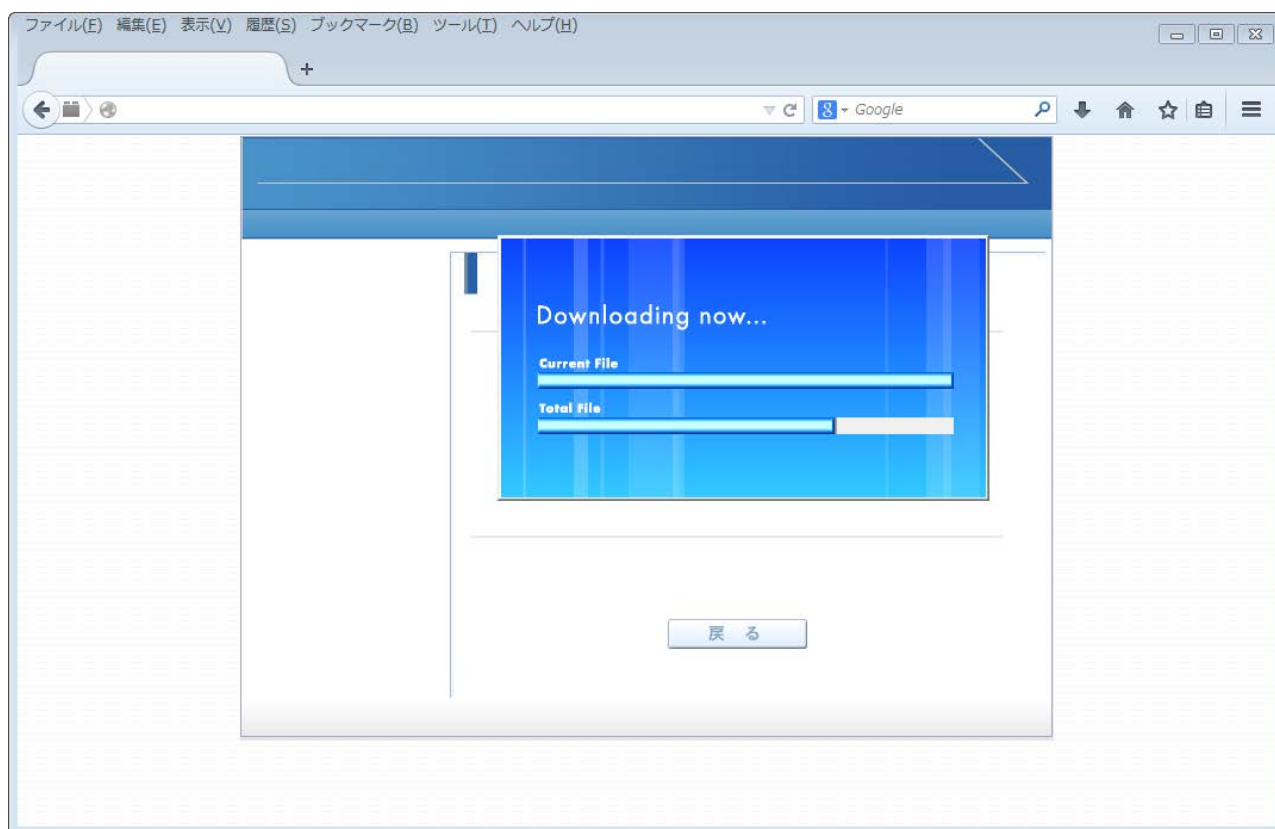 ファイル(F) 編集(E) 表示(V) 履歴(S) ブックマーク(B) ツール(T) ヘルプ(H)
+
8 Google
Downloading now...
Current File
Total File
戻 る